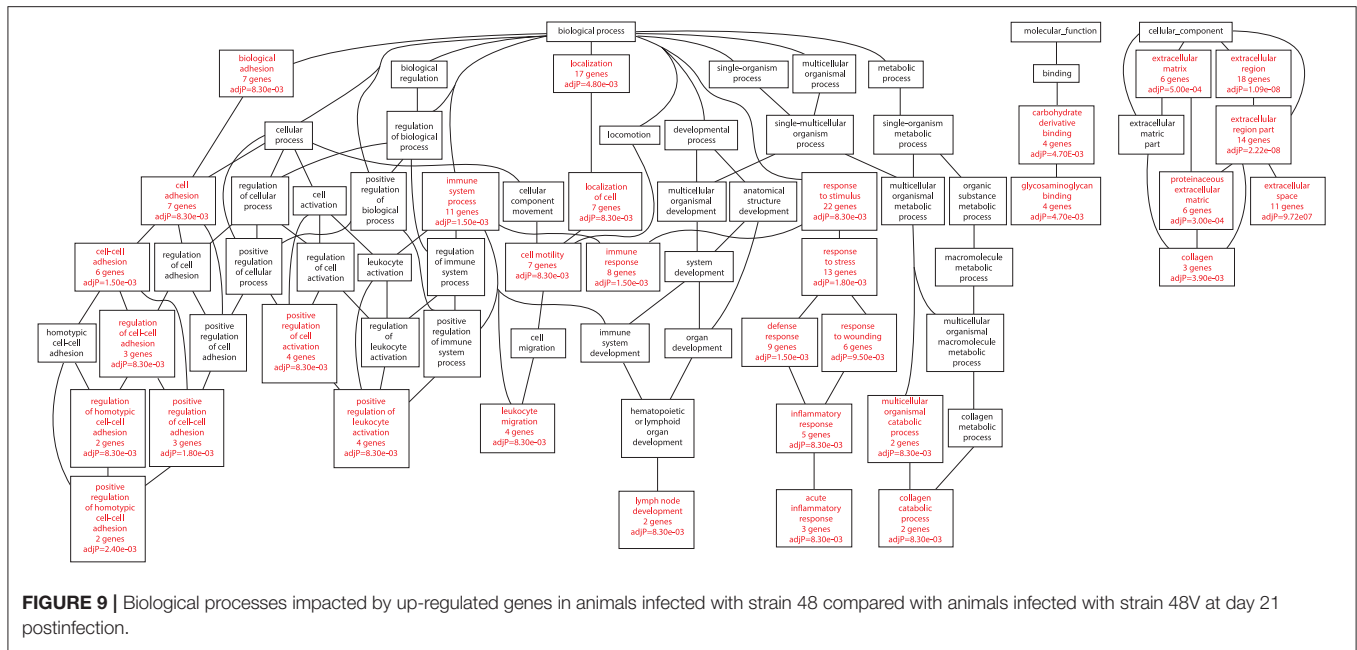 biological process
biological
adhesion
7 genes
adjP=8.30e-03
biological
regulation
localization
17 genes
adjP=4.80e-03
single-organism
process
multicellular
organismal
process
metabolic
process
molecular_function
cellular_component
binding
extracellular
matrix
6 genes
adjP=5.00e-04
extracellular
region
18 genes
adjP=1.09e-08
cellular
process
regulation
of biological
process
locomotion
developmental
process
single-multicellular
organism
process
single-organism
metabolic
process
carbohydrate
derivative
binding
4 genes
adjP=4.70E-03
extracellular
matric part
extracellular
region part
14 genes
adjP=2.22e-08
cell
adhesion
7 genes
adjP=8.30e-03
regulation
of cellular
process
cell
activation
positive
regulation of
biological
process
immune
system
process
11 genes
adjP=1.50e-03
cellular
component
movement
localization
of cell
7 genes
adjP=8.30e-03
multicellular
organismal
development
anatomical
structure
development
response
to stimulus
22 genes
adjP=8.30e-03
multicellular
organismal
metabolic
process
organic
substance
metabolic
process
glycosaminoglycan
binding
4 genes
adjP=4.70e-03
proteinaceous
extracellular
matrix
6 genes
adjP=3.00e-04
extracellular
space
11 genes
adjP=9.72e07
cell-cell
adhesion
6 genes
adjP=1.50e-03
regulation
of cell
adhesion
positive
regulation
of cellular
process
regulation
of cell
activation
leukocyte
activation
regulation
of immune
system
process
cell motility
7 genes
adjP=8.30e-03
immune
response
8 genes
adjP=1.50e-03
system
development
response
to stress
13 genes
adjP=1.80e-03
macromolecule
metabolic
process
collagen
3 genes
adjP=3.90e-03
homotypic
cell-cell
adhesion
regulation
of cell-cell
adhesion
3 genes
adjP=8.30e-03
positive
regulation
of cell
adhesion
positive
regulation
of cell
activation
4 genes
adjP=8.30e-03
regulation
of
leukocyte
activation
positive
regulation
of immune
system
process
cell
migration
immune
system
development
organ
development
defense
response
9 genes
adjP=1.50e-03
response
to wounding
6 genes
adjP=9.50e-03
multicellular
organismal
macromolecule
metabolic
process
regulation
of homotypic
cell-cell
adhesion
2 genes
adjP=8.30e-03
positive
regulation
of cell-cell
adhesion
3 genes
adjP=1.80e-03
positive
regulation of
leukocyte
activation
4 genes
adjP=8.30e-03
leukocyte
migration
4 genes
adjP=8.30e-03
hematopoietic
or lymphoid
organ
development
inflammatory
response
5 genes
adjP=8.30e-03
multicellular
organismal
catabolic
process
2 genes
adjP=8.30e-03
collagen
metabolic
process
positive
regulation
of homotypic
cell-cell
adhesion
2 genes
adjP=2.40e-03
lymph node
development
2 genes
adjP=8.30e-03
acute
inflammatory
response
3 genes
adjP=8.30e-03
collagen
catabolic
process
2 genes
adjP=8.30e-03
FIGURE 9 | Biological processes impacted by up-regulated genes in animals infected with strain 48 compared with animals infected with strain 48V at day 21
postinfection.